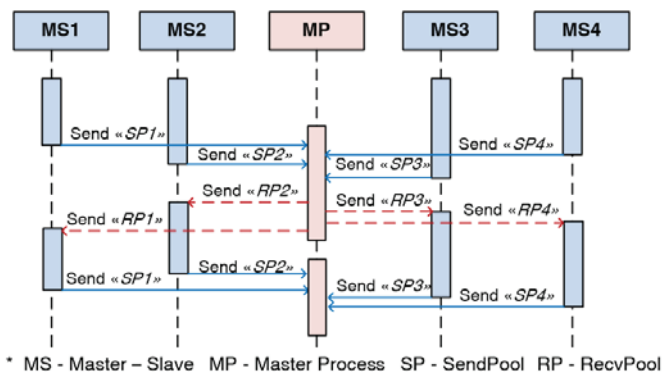 MS1 MS2 MP MS3 MS4
Send «SP1»
Send «SP4»
Send «SP2»
Send «SP3»
Send «RP2»
Send «RP3»
Send «RP1»
Send «RP4»
Send «SP2»
Send «SP1»
Send «SP3»
Send «SP4»
* MS - Master – Slave MP - Master Process SP - SendPool RP - RecvPool